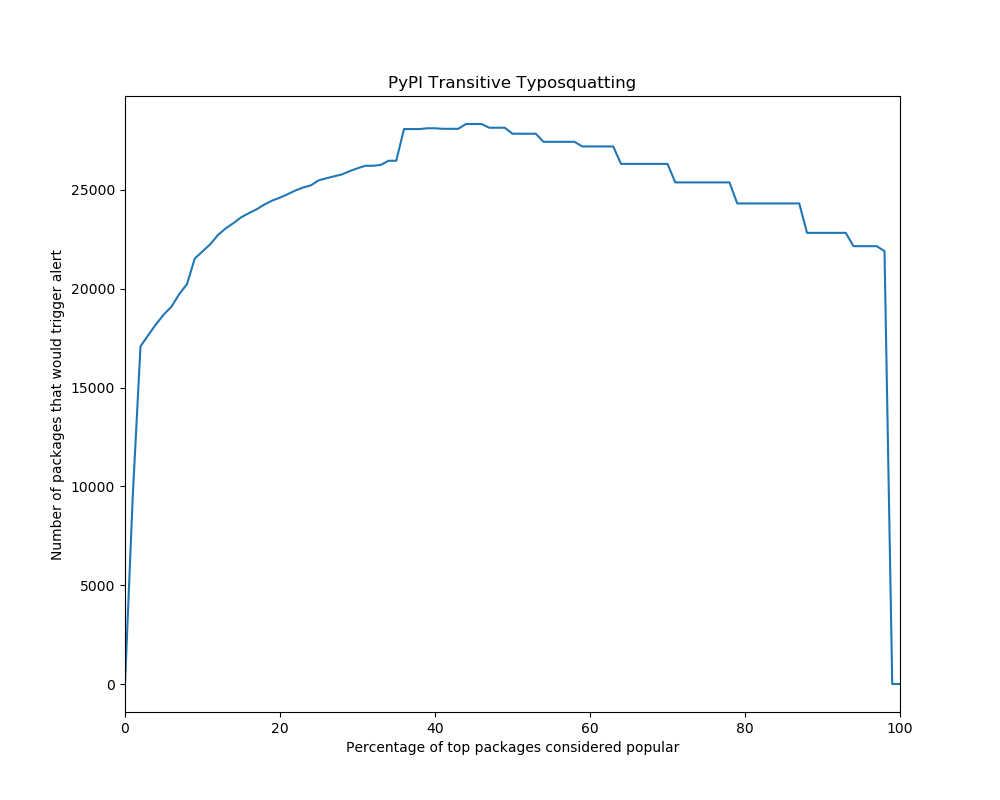 PyPI Transitive Typosquatting
Number of packages that would trigger alert
25000
20000
15000
10000
5000
0
0 20 40 60 80 100
Percentage of top packages considered popular